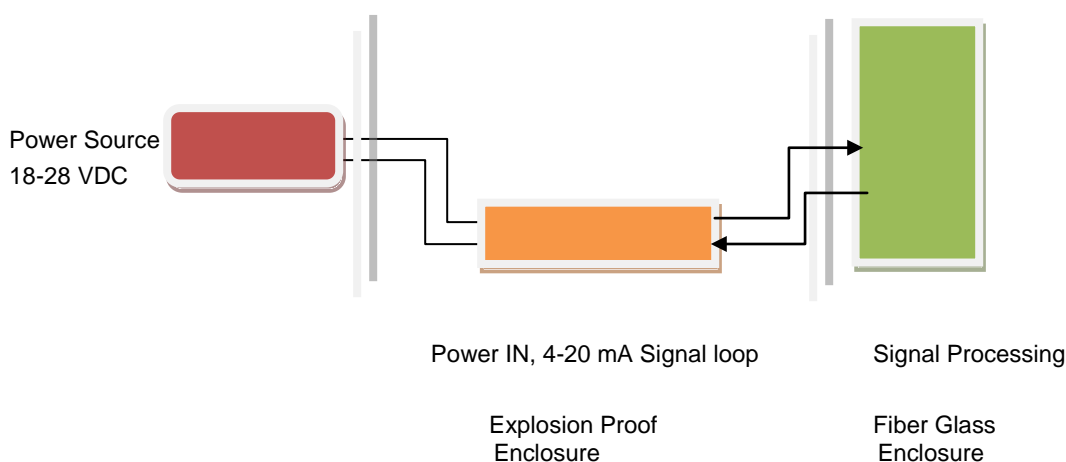 Power Source
18-28 VDC
Power IN, 4-20 mA Signal loop
Signal Processing
Explosion Proof
Enclosure
Fiber Glass
Enclosure